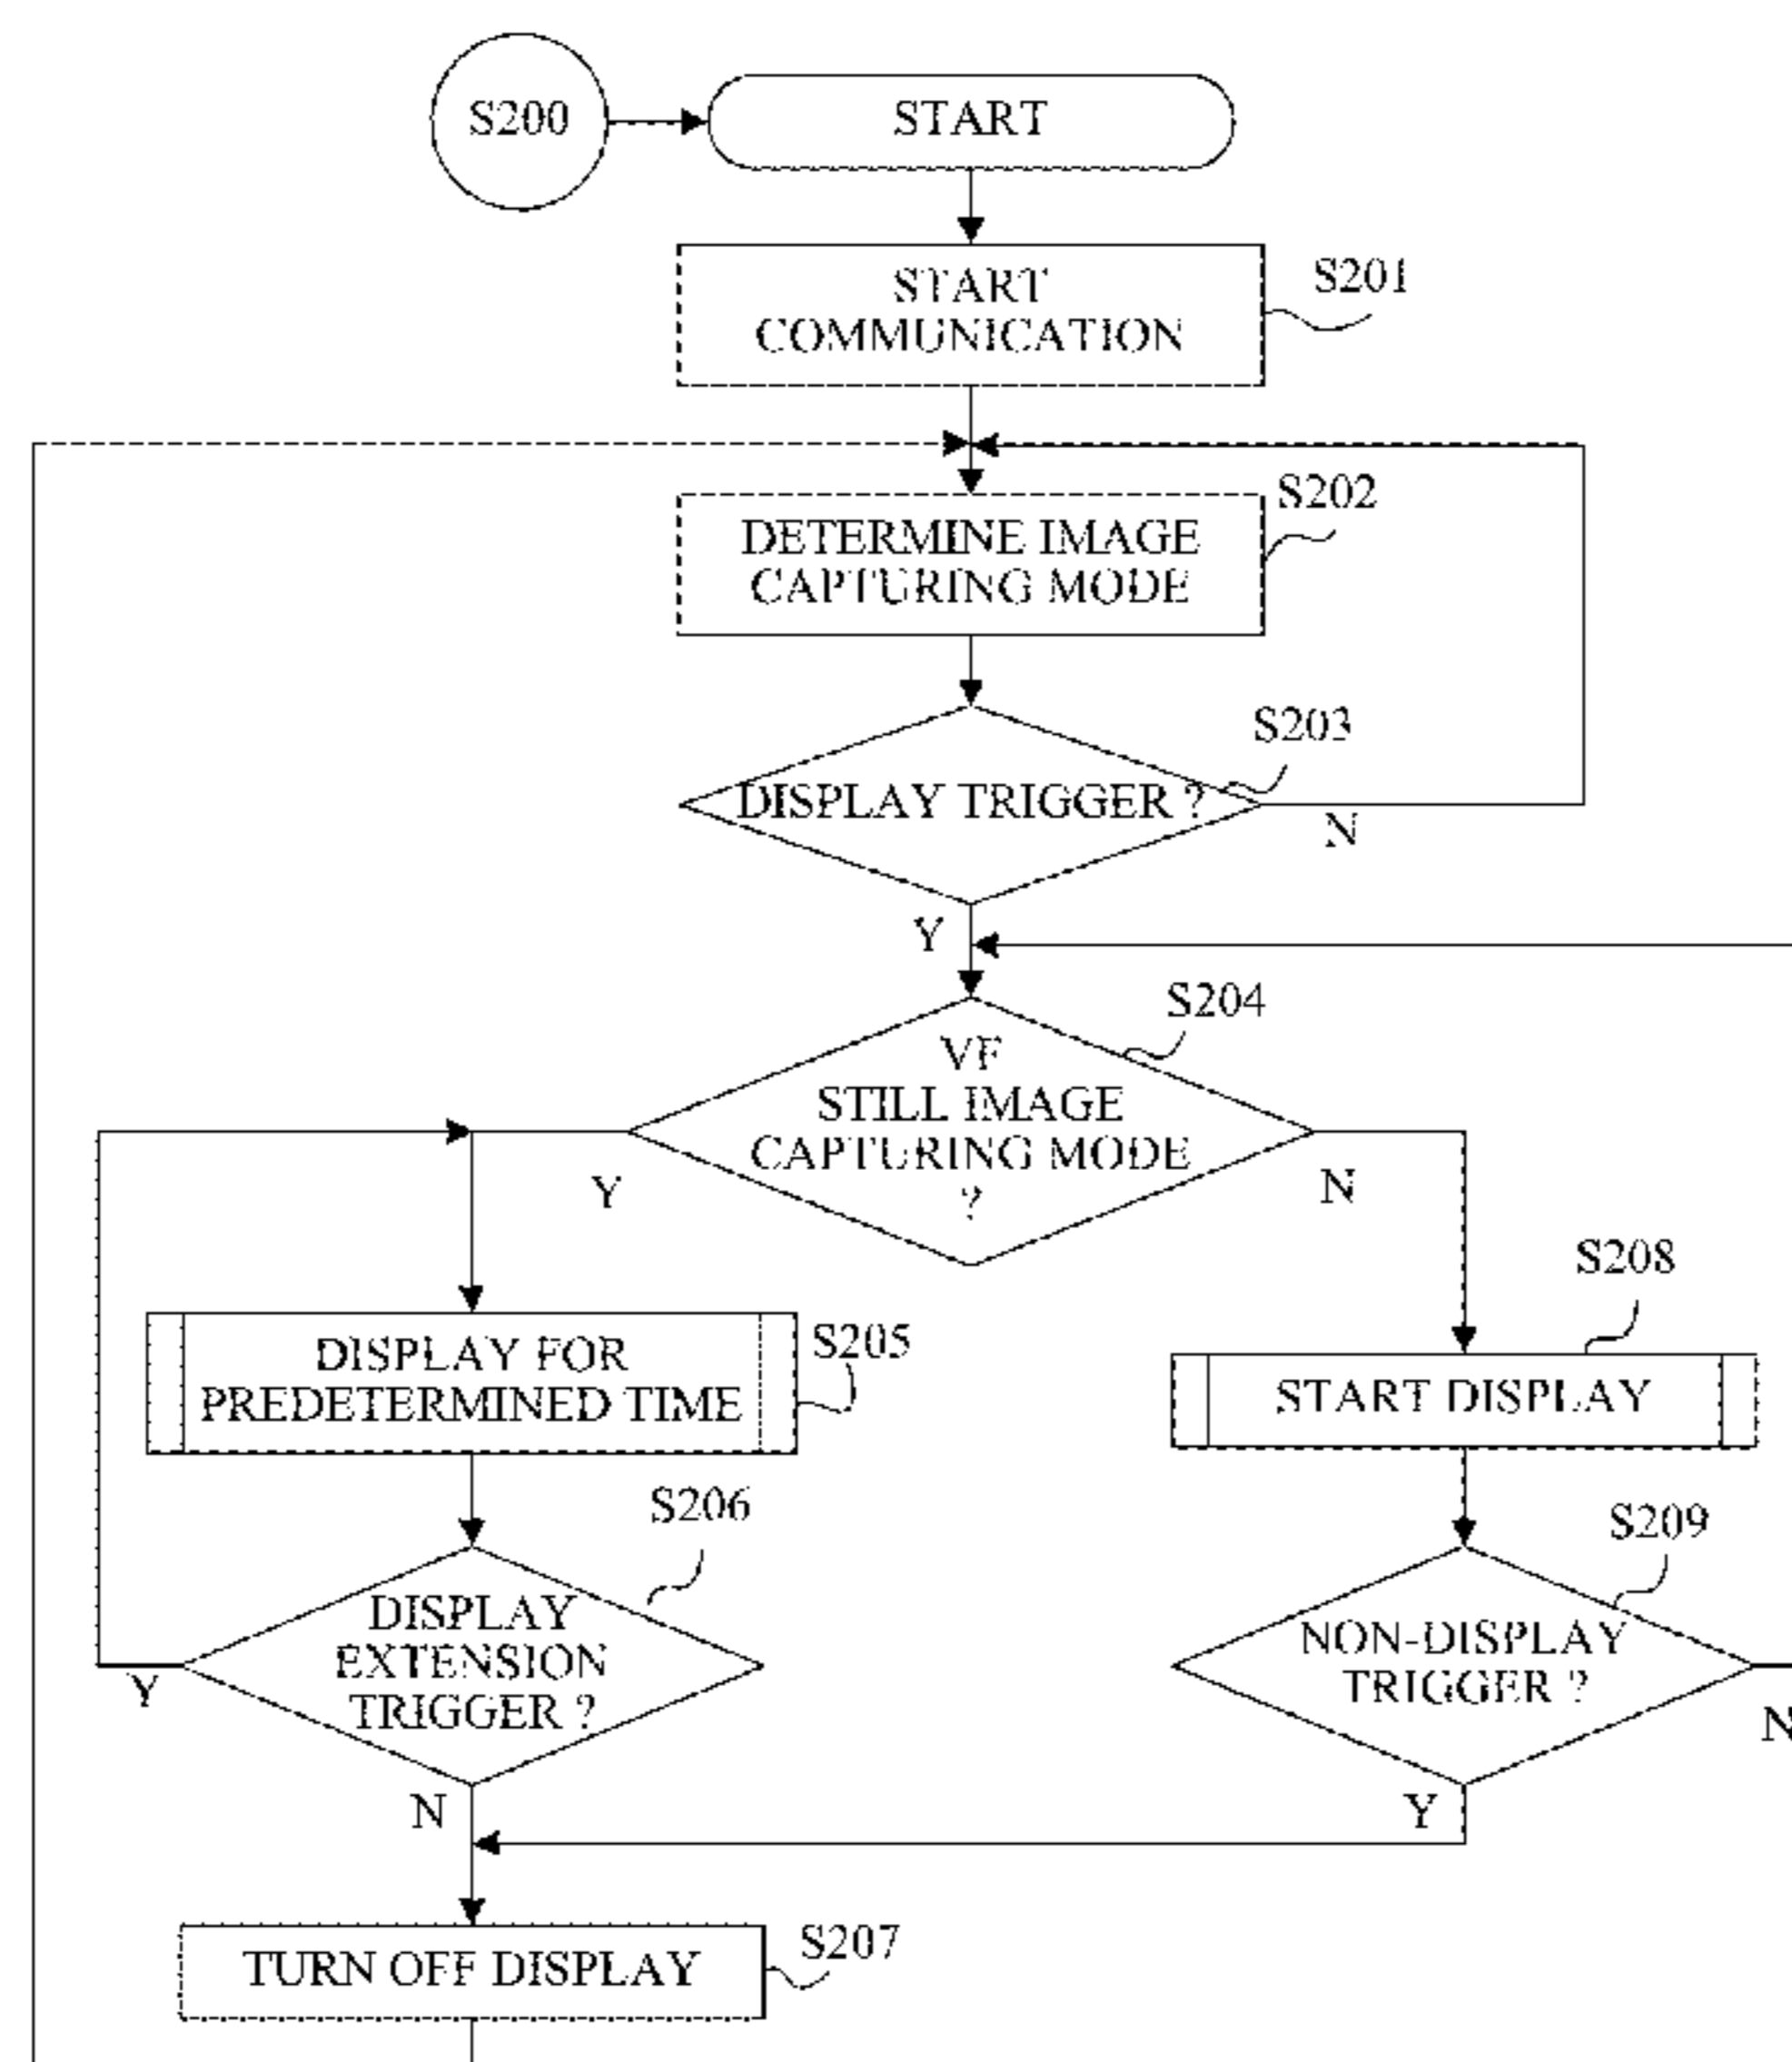 S200
START
START
COMMUNICATION
S201
S202
DETERMINE IMAGE
CAPTURING MODE
S203
DISPLAY TRIGGER ?
N
Y
S204
VF
STILL IMAGE
CAPTURING MODE
?
Y
N
S208
DISPLAY FOR
PREDETERMINED TIME
S205
START DISPLAY
S206
S209
DISPLAY
EXTENSION
TRIGGER ?
Y
NON-DISPLAY
TRIGGER ?
N
N
Y
TURN OFF DISPLAY
S207